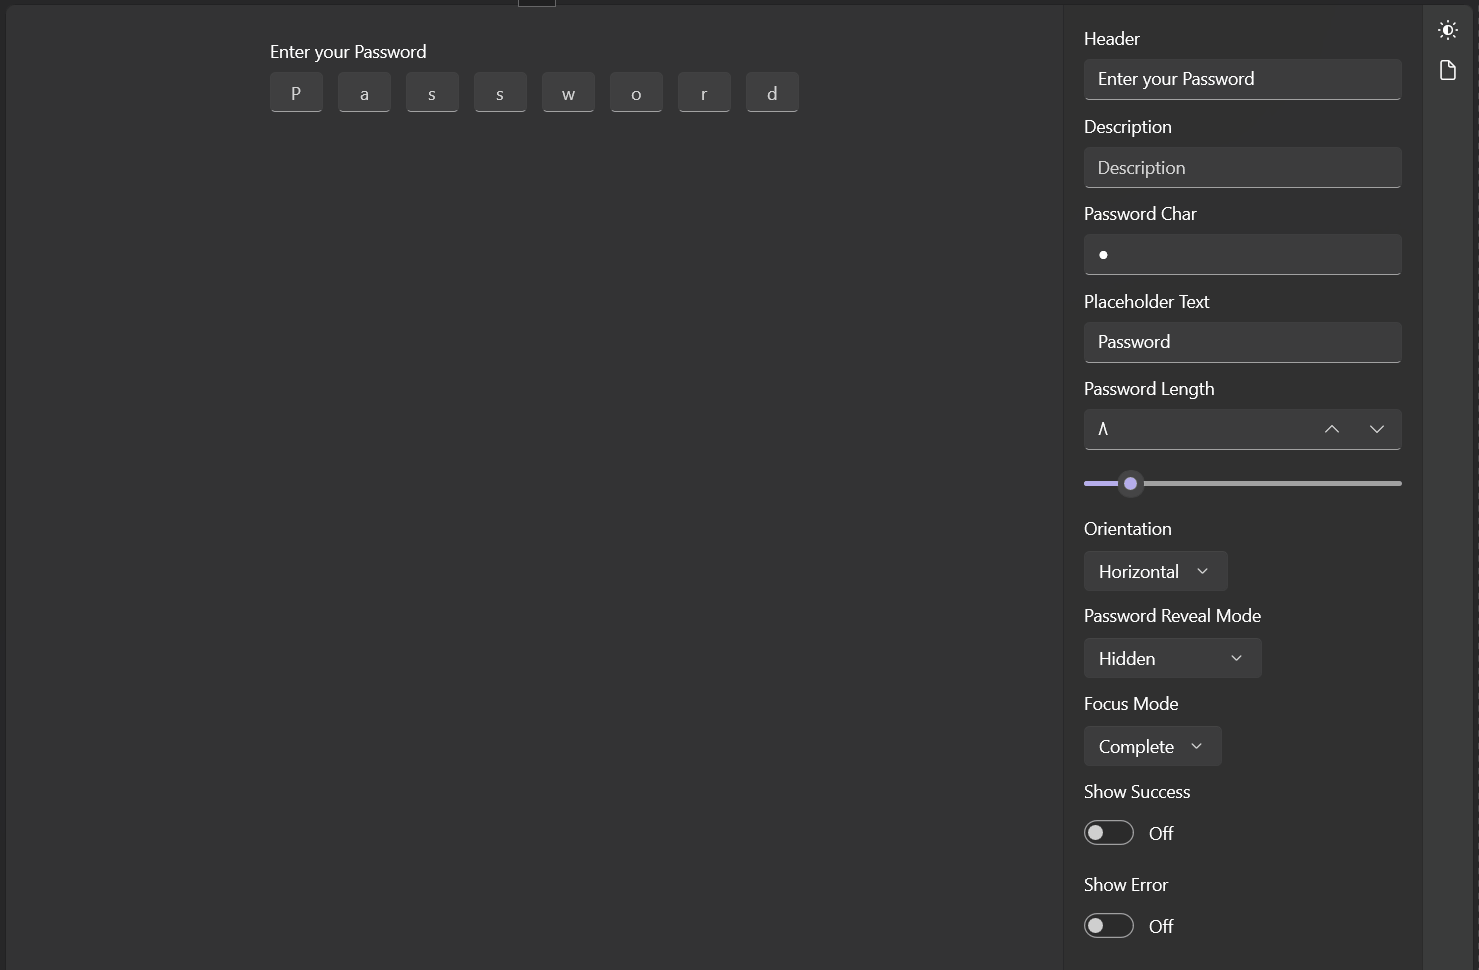 Enter your Password
P a s s w o r d
Header
Enter your Password
Description
Description
Password Char
●
Placeholder Text
Password
Password Length
۸
Orientation
Horizontal
Password Reveal Mode
Hidden
Focus Mode
Complete
Show Success
Off
Show Error
Off